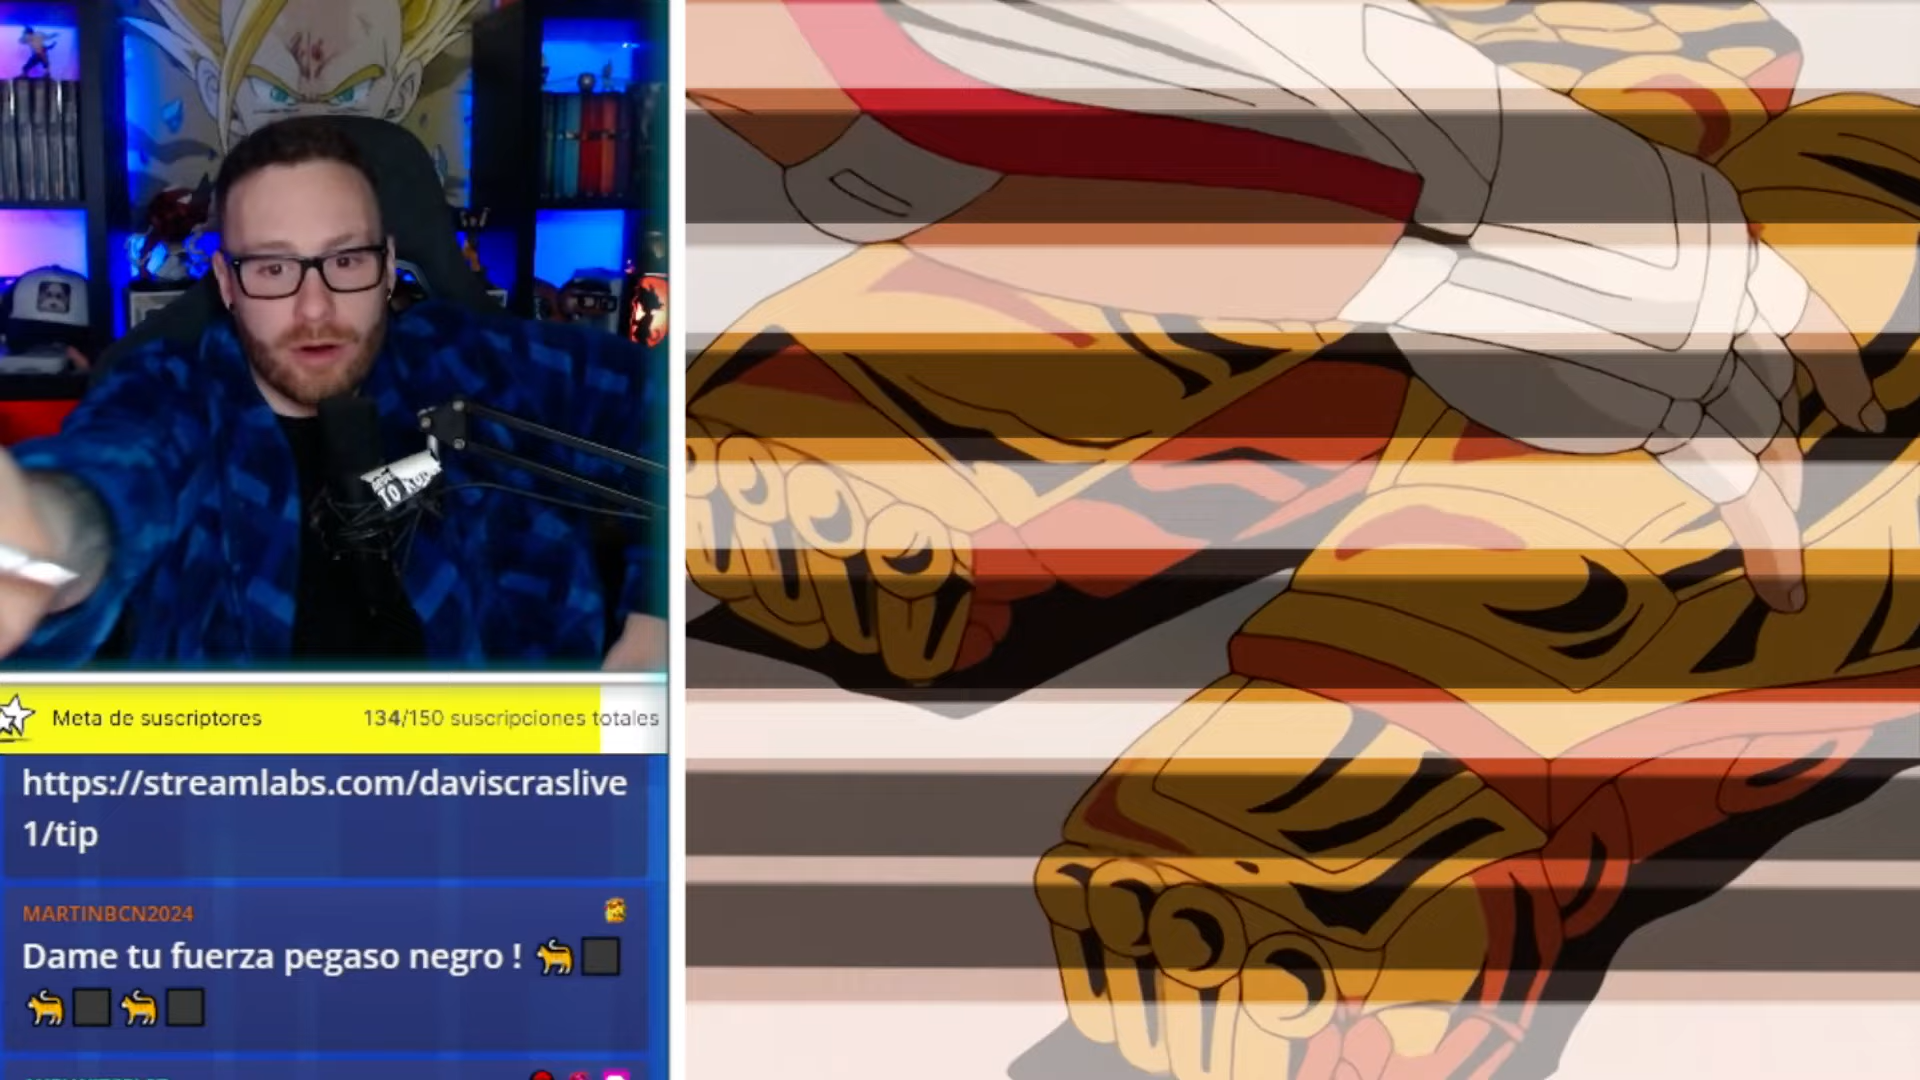 TO
Meta de suscriptores
134/150 suscripciones totales
https://streamlabs.com/daviscraslive
1/tip
MARTINBCN2024
Dame tu fuerza pegaso negro !